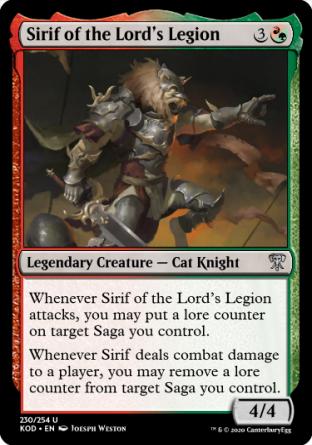 Sirif of the Lord's Legion 3
Legendary Creature — Cat Knight
Whenever Sirif of the Lord's Legion
attacks, you may put a lore counter
on target Saga you control.
Whenever Sirif deals combat damage
to a player, you may remove a lore
counter from target Saga you control.
4/4
230/254 U
KOD • EN Joesph Weston
™ & © 2020 CanterburyEgg